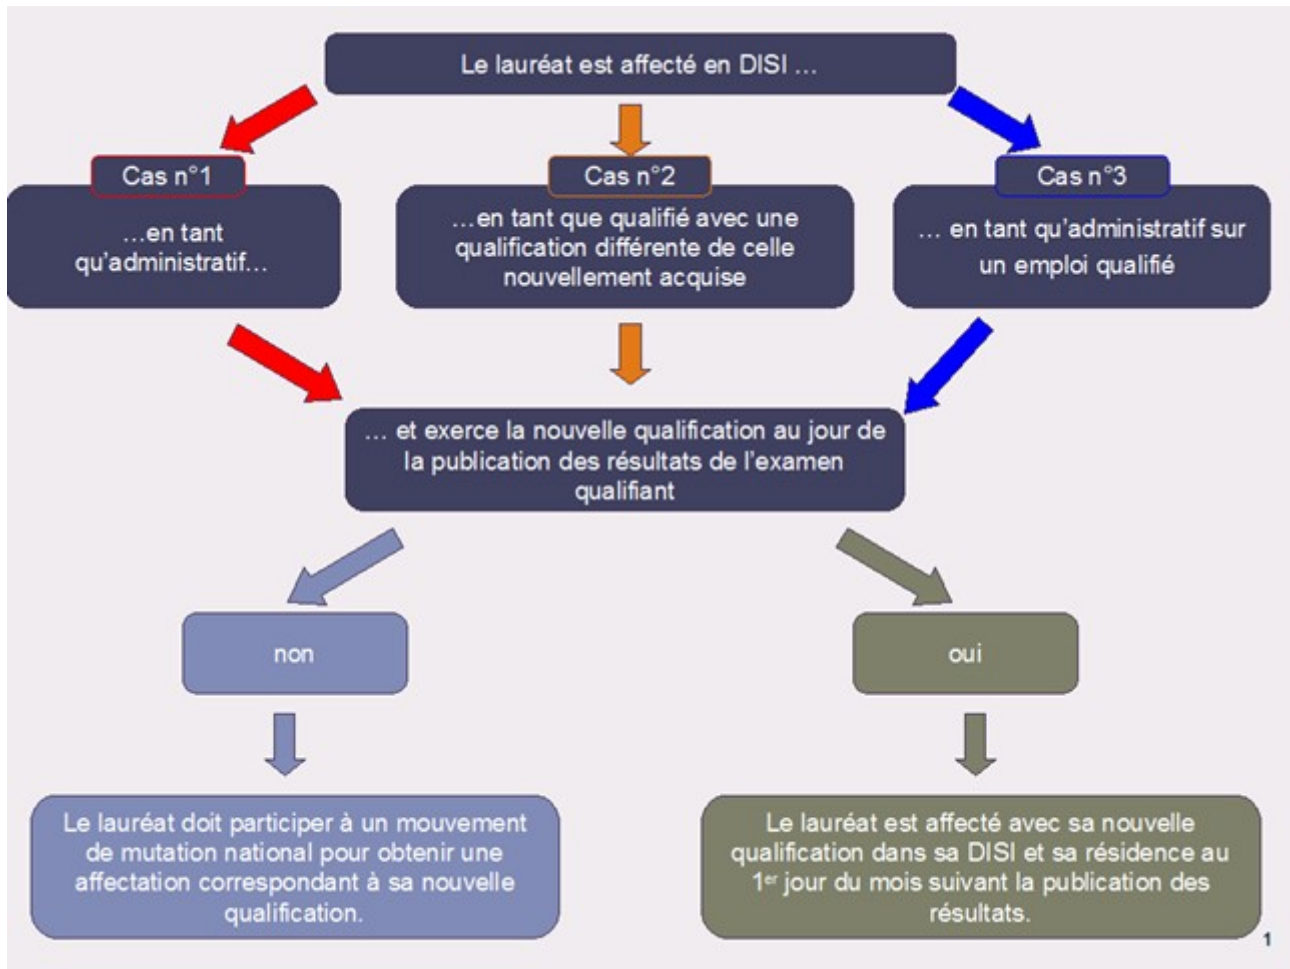 Le lauréat est affecté en DISI …
Cas n°1
…en tant
qu'administratif…
Cas n°2
…en tant que qualifié avec une
qualification différente de celle
nouvellement acquise
Cas n°3
… en tant qu'administratif sur
un emploi qualifié
… et exerce la nouvelle qualification au jour de
la publication des résultats de l'examen
qualifiant
non
oui
Le lauréat doit participer à un mouvement
de mutation national pour obtenir une
affectation correspondant à sa nouvelle
qualification.
Le lauréat est affecté avec sa nouvelle
qualification dans sa DISI et sa résidence au
1er jour du mois suivant la publication des
résultats.
1